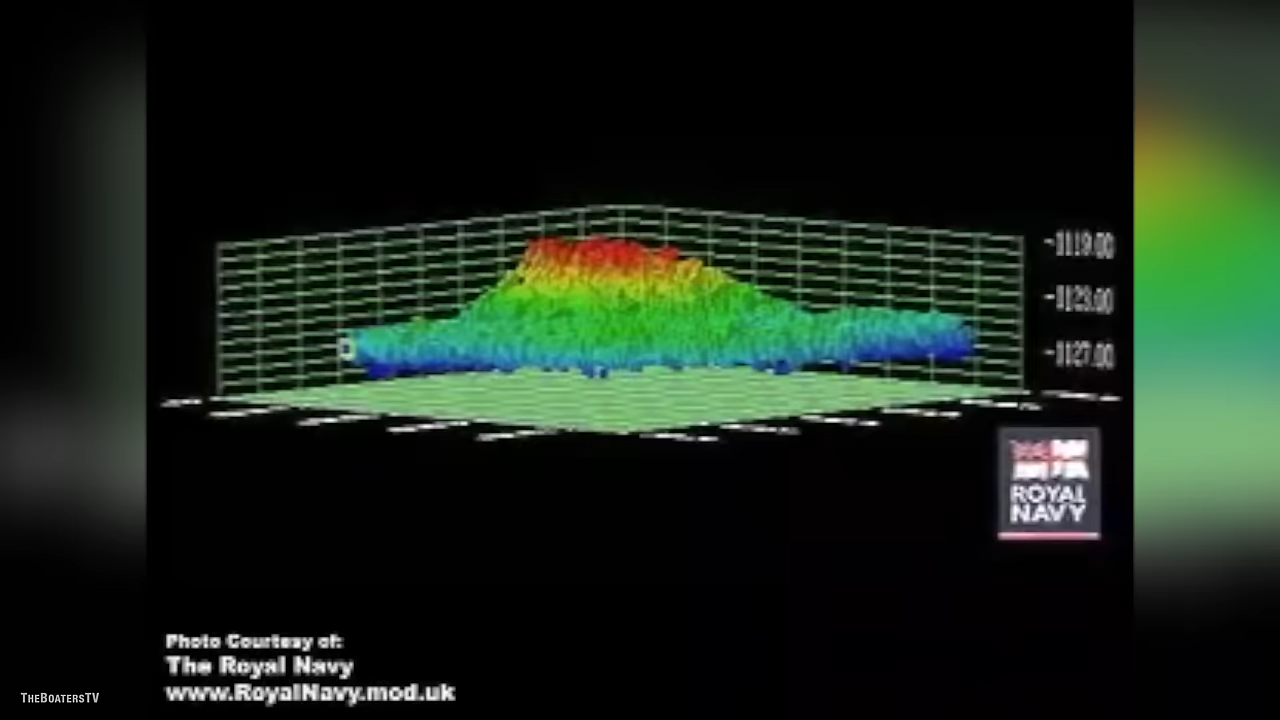 -1119.00
-1123.00
-1127.00
ROYAL
NAVY
Photo Courtesy of:
The Royal Navy
www.RoyalNavy.mod.uk
THEBOATERSTV